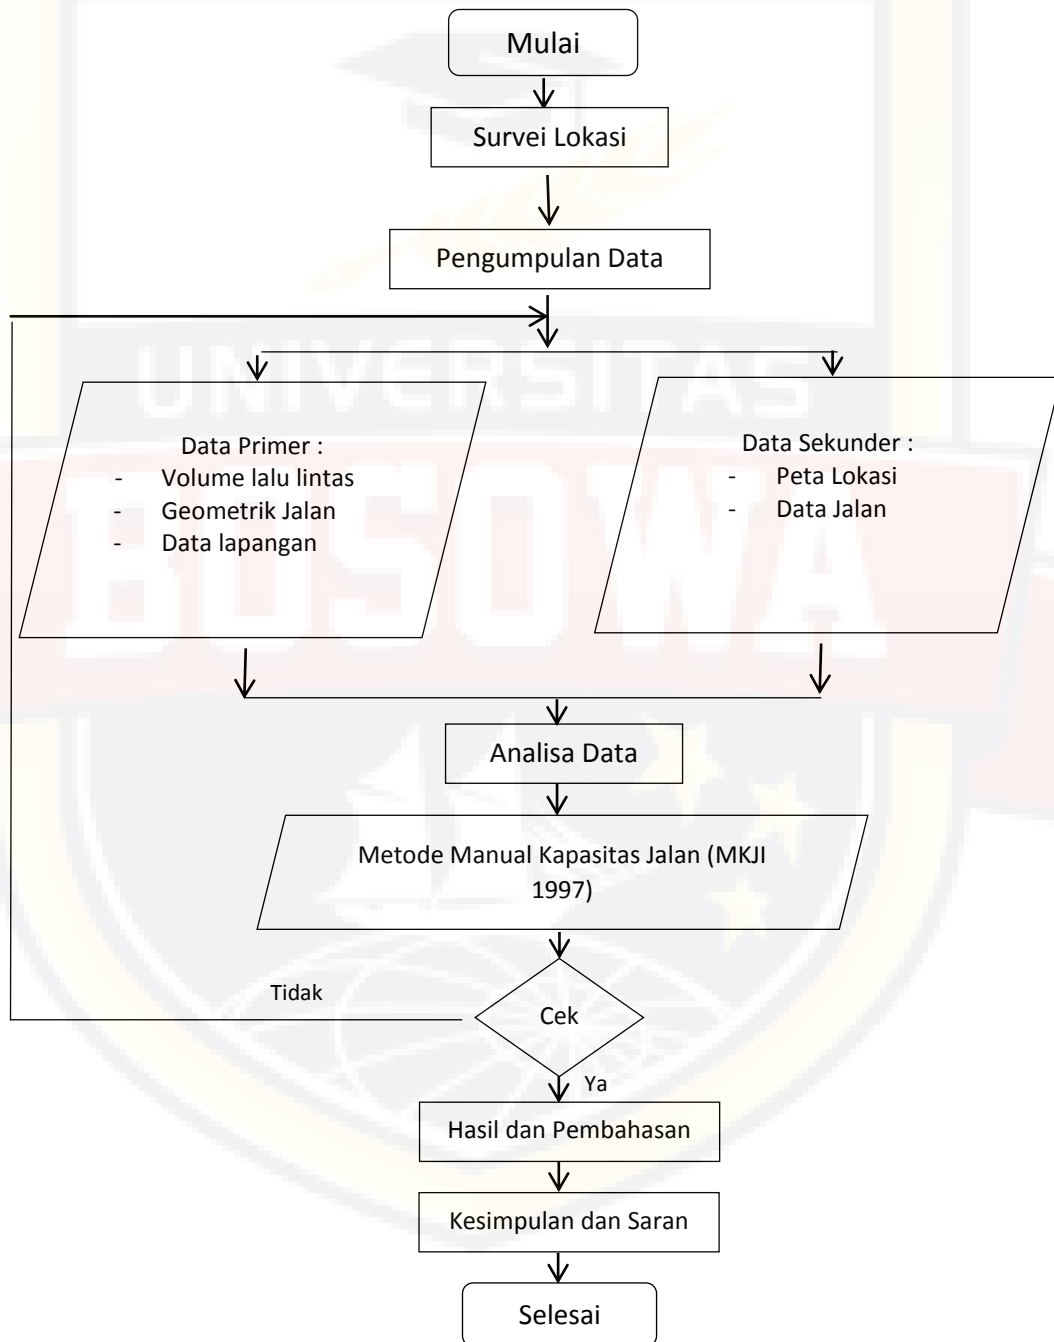 Mulai
Survei Lokasi
Pengumpulan Data
UNIVERSITAS
BOSOWA
Data Primer :
- Volume lalu lintas
- Geometrik Jalan
- Data lapangan
Data Sekunder :
- Peta Lokasi
- Data Jalan
Analisa Data
Metode Manual Kapasitas Jalan (MKJI
1997)
Cek
Tidak
Ya
Hasil dan Pembahasan
Kesimpulan dan Saran
Selesai